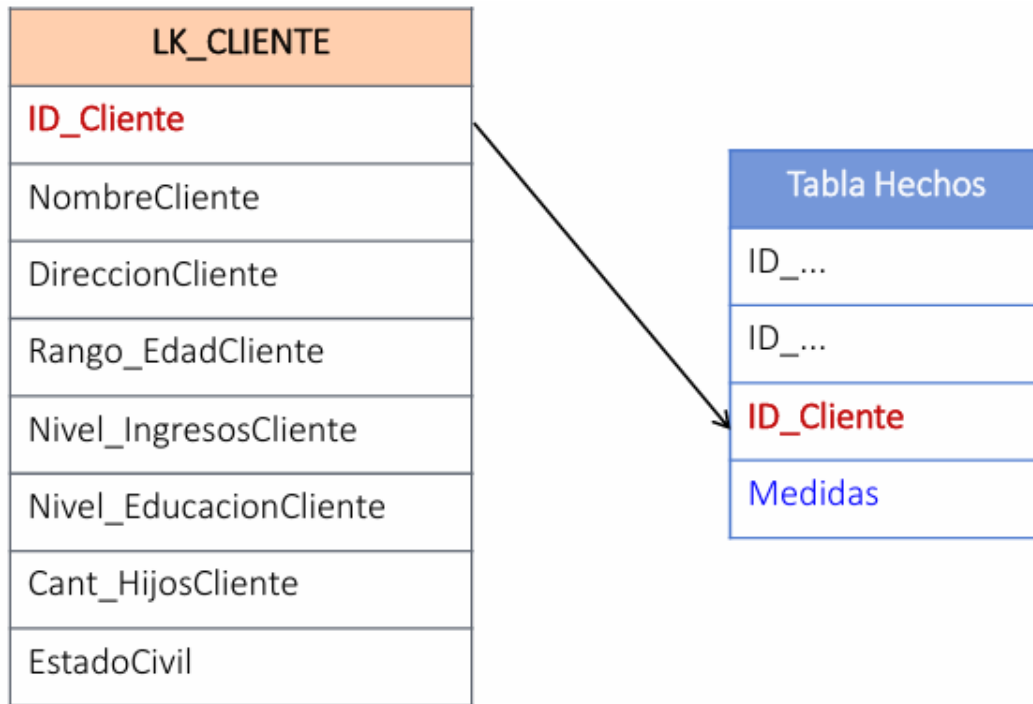 LK_CLIENTE
ID_Cliente
NombreCliente
DireccionCliente
Rango_EdadCliente
Nivel_IngresosCliente
Nivel_EducacionCliente
Cant_HijosCliente
EstadoCivil
Tabla Hechos
ID_...
ID_...
ID_Cliente
Medidas